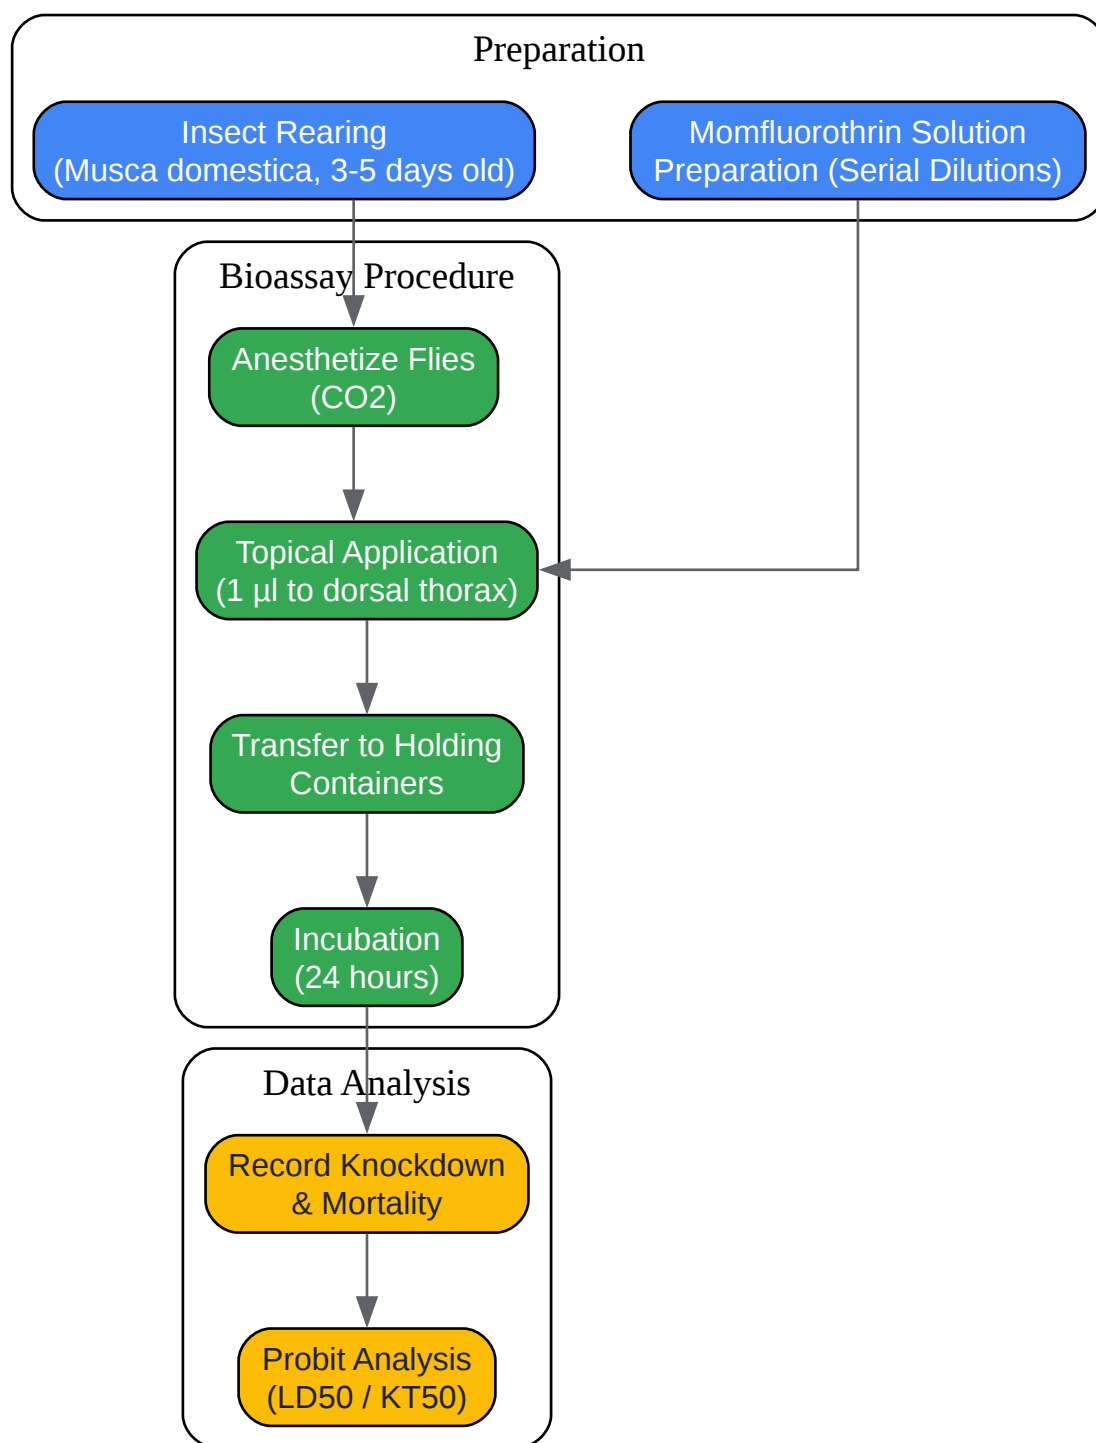 Preparation
Insect Rearing
(Musca domestica, 3-5 days old)
Momfluorothrin Solution
Preparation (Serial Dilutions)
Bioassay Procedure
Anesthetize Flies
(CO2)
Topical Application
(1 µl to dorsal thorax)
Transfer to Holding
Containers
Incubation
(24 hours)
Data Analysis
Record Knockdown
& Mortality
Probit Analysis
(LD50 / KT50)